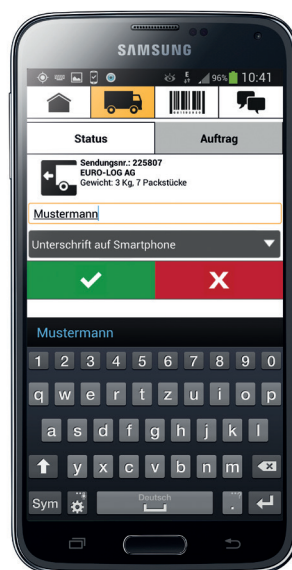 SAMSUNG
96% 10:41
Status Auftrag
Sendungsnr.: 225807
EURO-LOG AG
Gewicht: 3 Kg, 7 Packstücke
Mustermann
Unterschrift auf Smartphone
Mustermann
1 2 3 4 5 6 7 8 9 0
q w e r t z u i o p
a s d f g h j k l
y x c v b n m
Sym Deutsch .